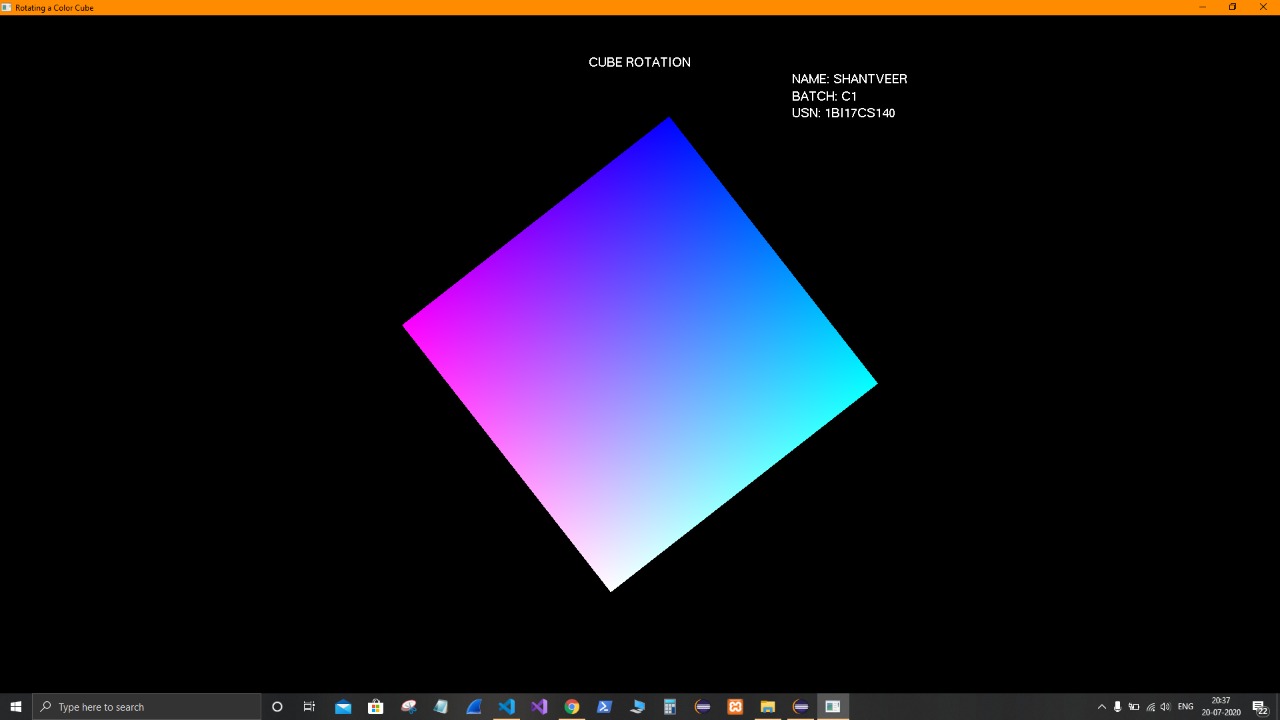 Rotating a Color Cube
CUBE ROTATION
NAME: SHANTVEER
BATCH: C1
USN: 1BI17CS140
Type here to search
ENG
20:37
20-07-2020